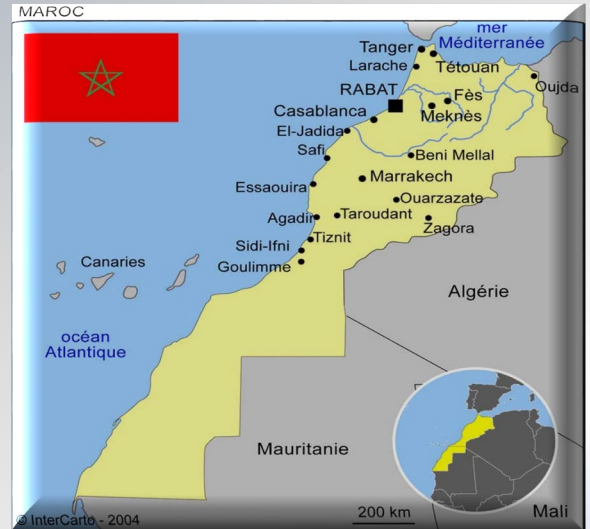 MAROC
mer
Méditerranée
Tanger
Larache
Tétouan
Oujda
RABAT
Fès
Meknès
Casablanca
El-Jadida
Safi
Beni Mellal
Marrakech
Essaouira
Ouarzazate
Agadir
Taroudant
Zagora
Tiznit
Sidi-Ifni
Goulimme
Canaries
Algérie
océan
Atlantique
Mauritanie
Mali
200 km
© InterCarto - 2004